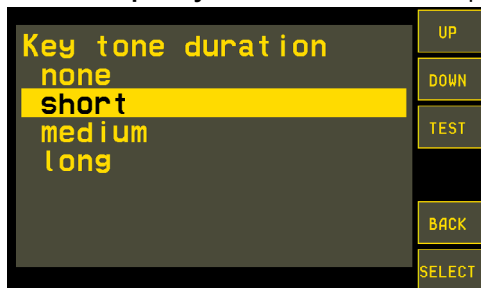 Key tone duration
none
short
medium
long
UP
DOWN
TEST
BACK
SELECT